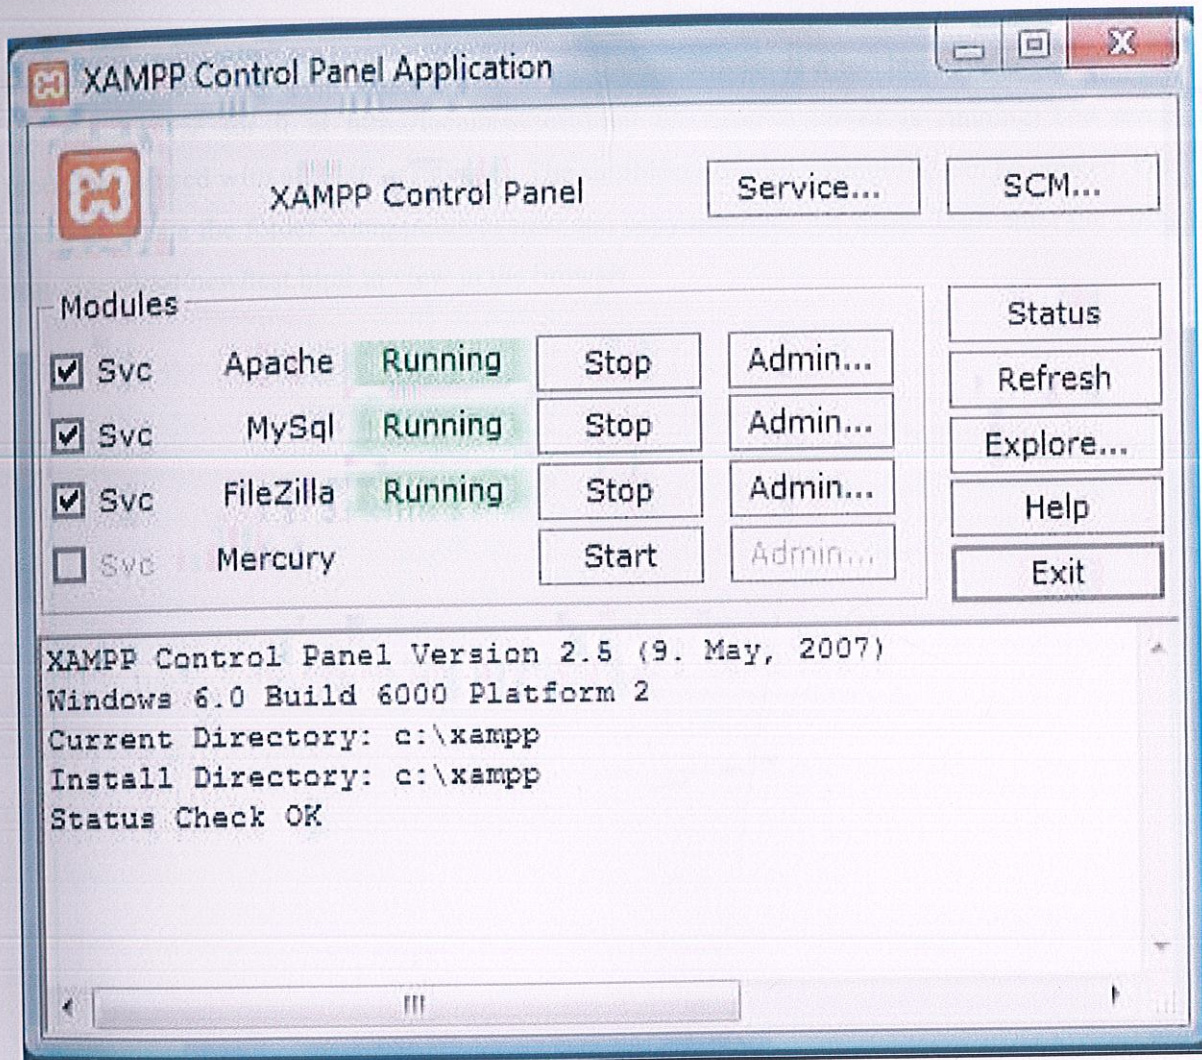 XAMPP Control Panel Application
XAMPP Control Panel Service... SCM...
Modules
Status
Svc Apache Running Stop Admin...
Refresh
Svc MySql Running Stop Admin...
Explore...
Svc FileZilla Running Stop Admin...
Help
Svc Mercury Start Admin...
Exit
XAMPP Control Panel Version 2.5 (9. May, 2007)
Windows 6.0 Build 6000 Platform 2
Current Directory: c:\xampp
Install Directory: c:\xampp
Status Check OK